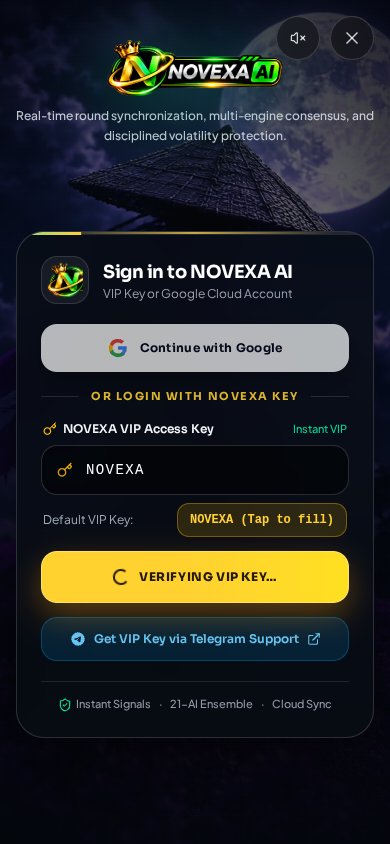 NOVEXA AI
Real-time round synchronization, multi-engine consensus, and
disciplined volatility protection.
Sign in to NOVEXA AI
VIP Key or Google Cloud Account
Continue with Google
OR LOGIN WITH NOVEXA KEY
NOVEXA VIP Access Key
Instant VIP
NOVEXA
Default VIP Key:
NOVEXA (Tap to fill)
VERIFYING VIP KEY...
Get VIP Key via Telegram Support
Instant Signals · 21-AI Ensemble · Cloud Sync